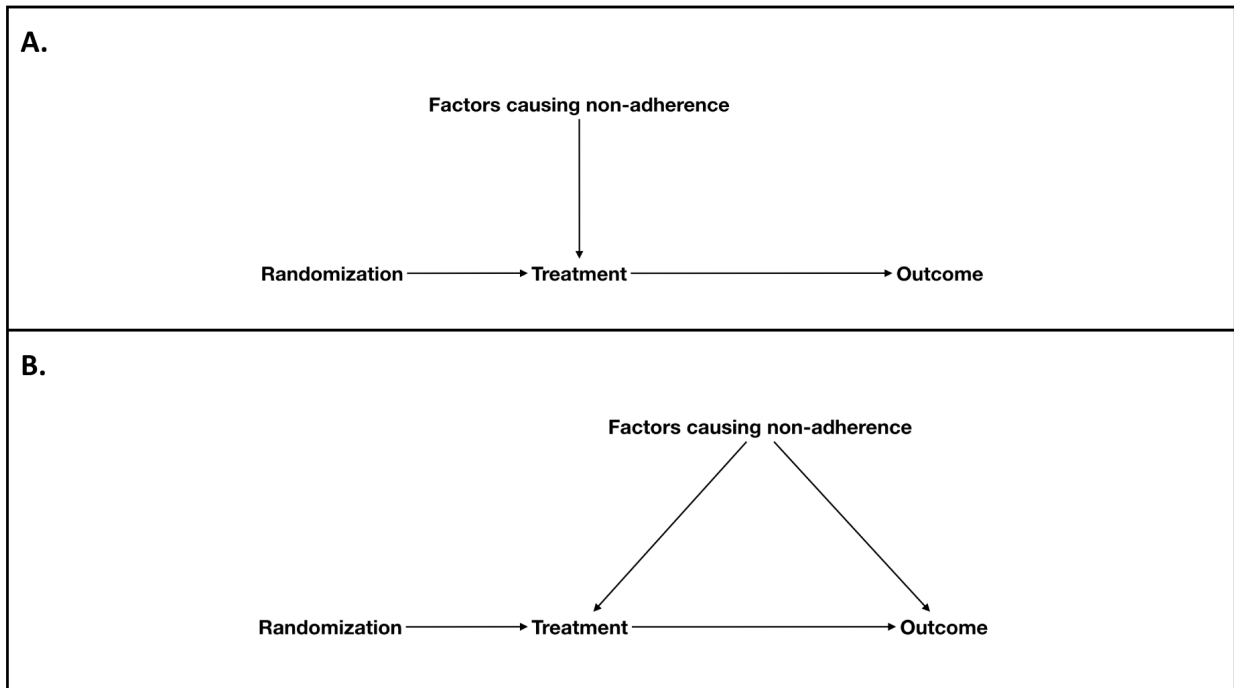 A.
Factors causing non-adherence
Randomization Treatment Outcome
B.
Factors causing non-adherence
Randomization Treatment Outcome